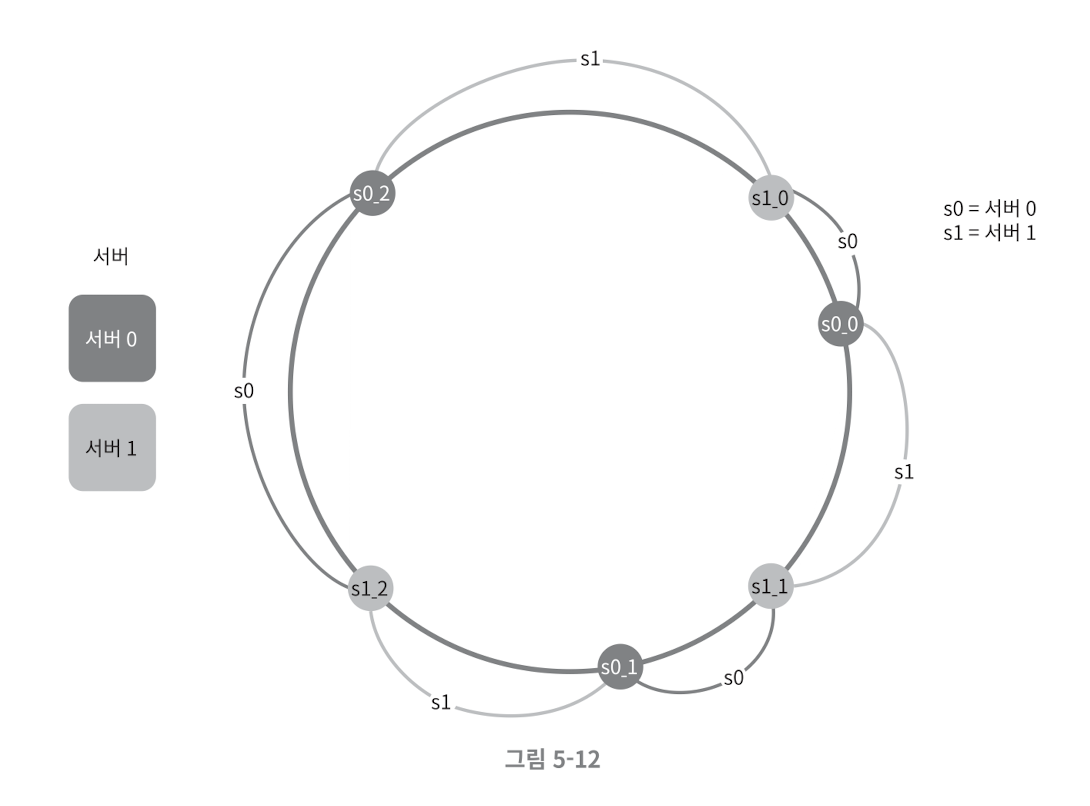 s1
s0_2
s1_0
s0 = 서버 0
s1 = 서버 1
s0
서버
s0_0
서버 0
s0
서버 1
s1
s1_2
s1_1
s0_1
s0
s1
그림 5-12